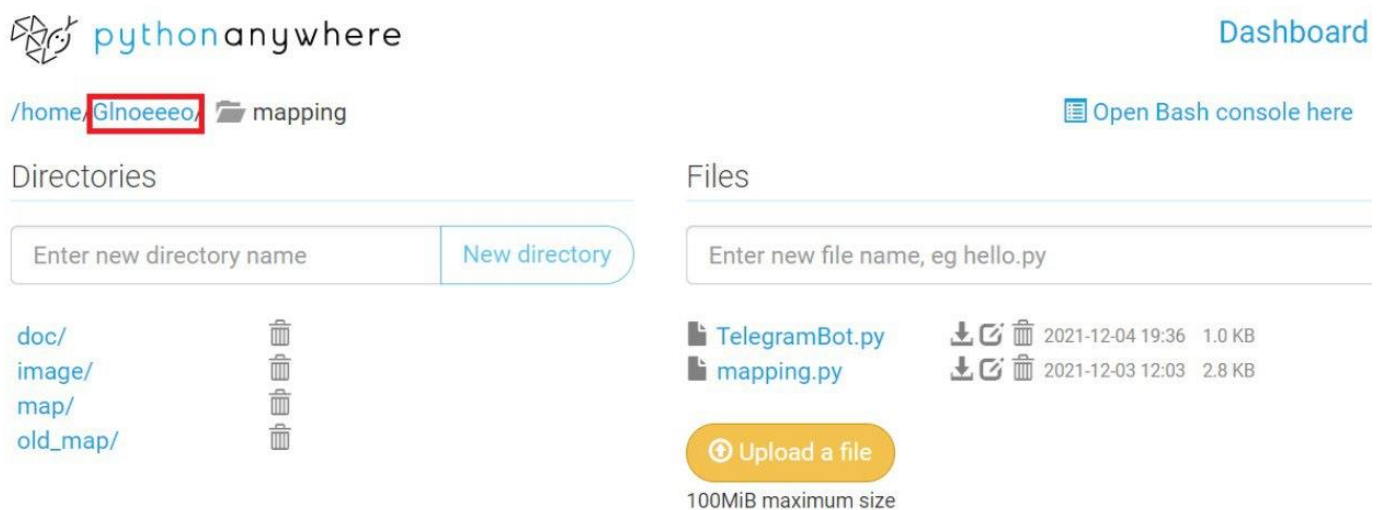 pythonanywhere
Dashboard
/home/Glnoeeeo/ mapping
Open Bash console here
Directories
Files
Enter new directory name
New directory
Enter new file name, eg hello.py
doc/
image/
map/
old_map/
TelegramBot.py 2021-12-04 19:36 1.0 KB
mapping.py 2021-12-03 12:03 2.8 KB
Upload a file
100MiB maximum size